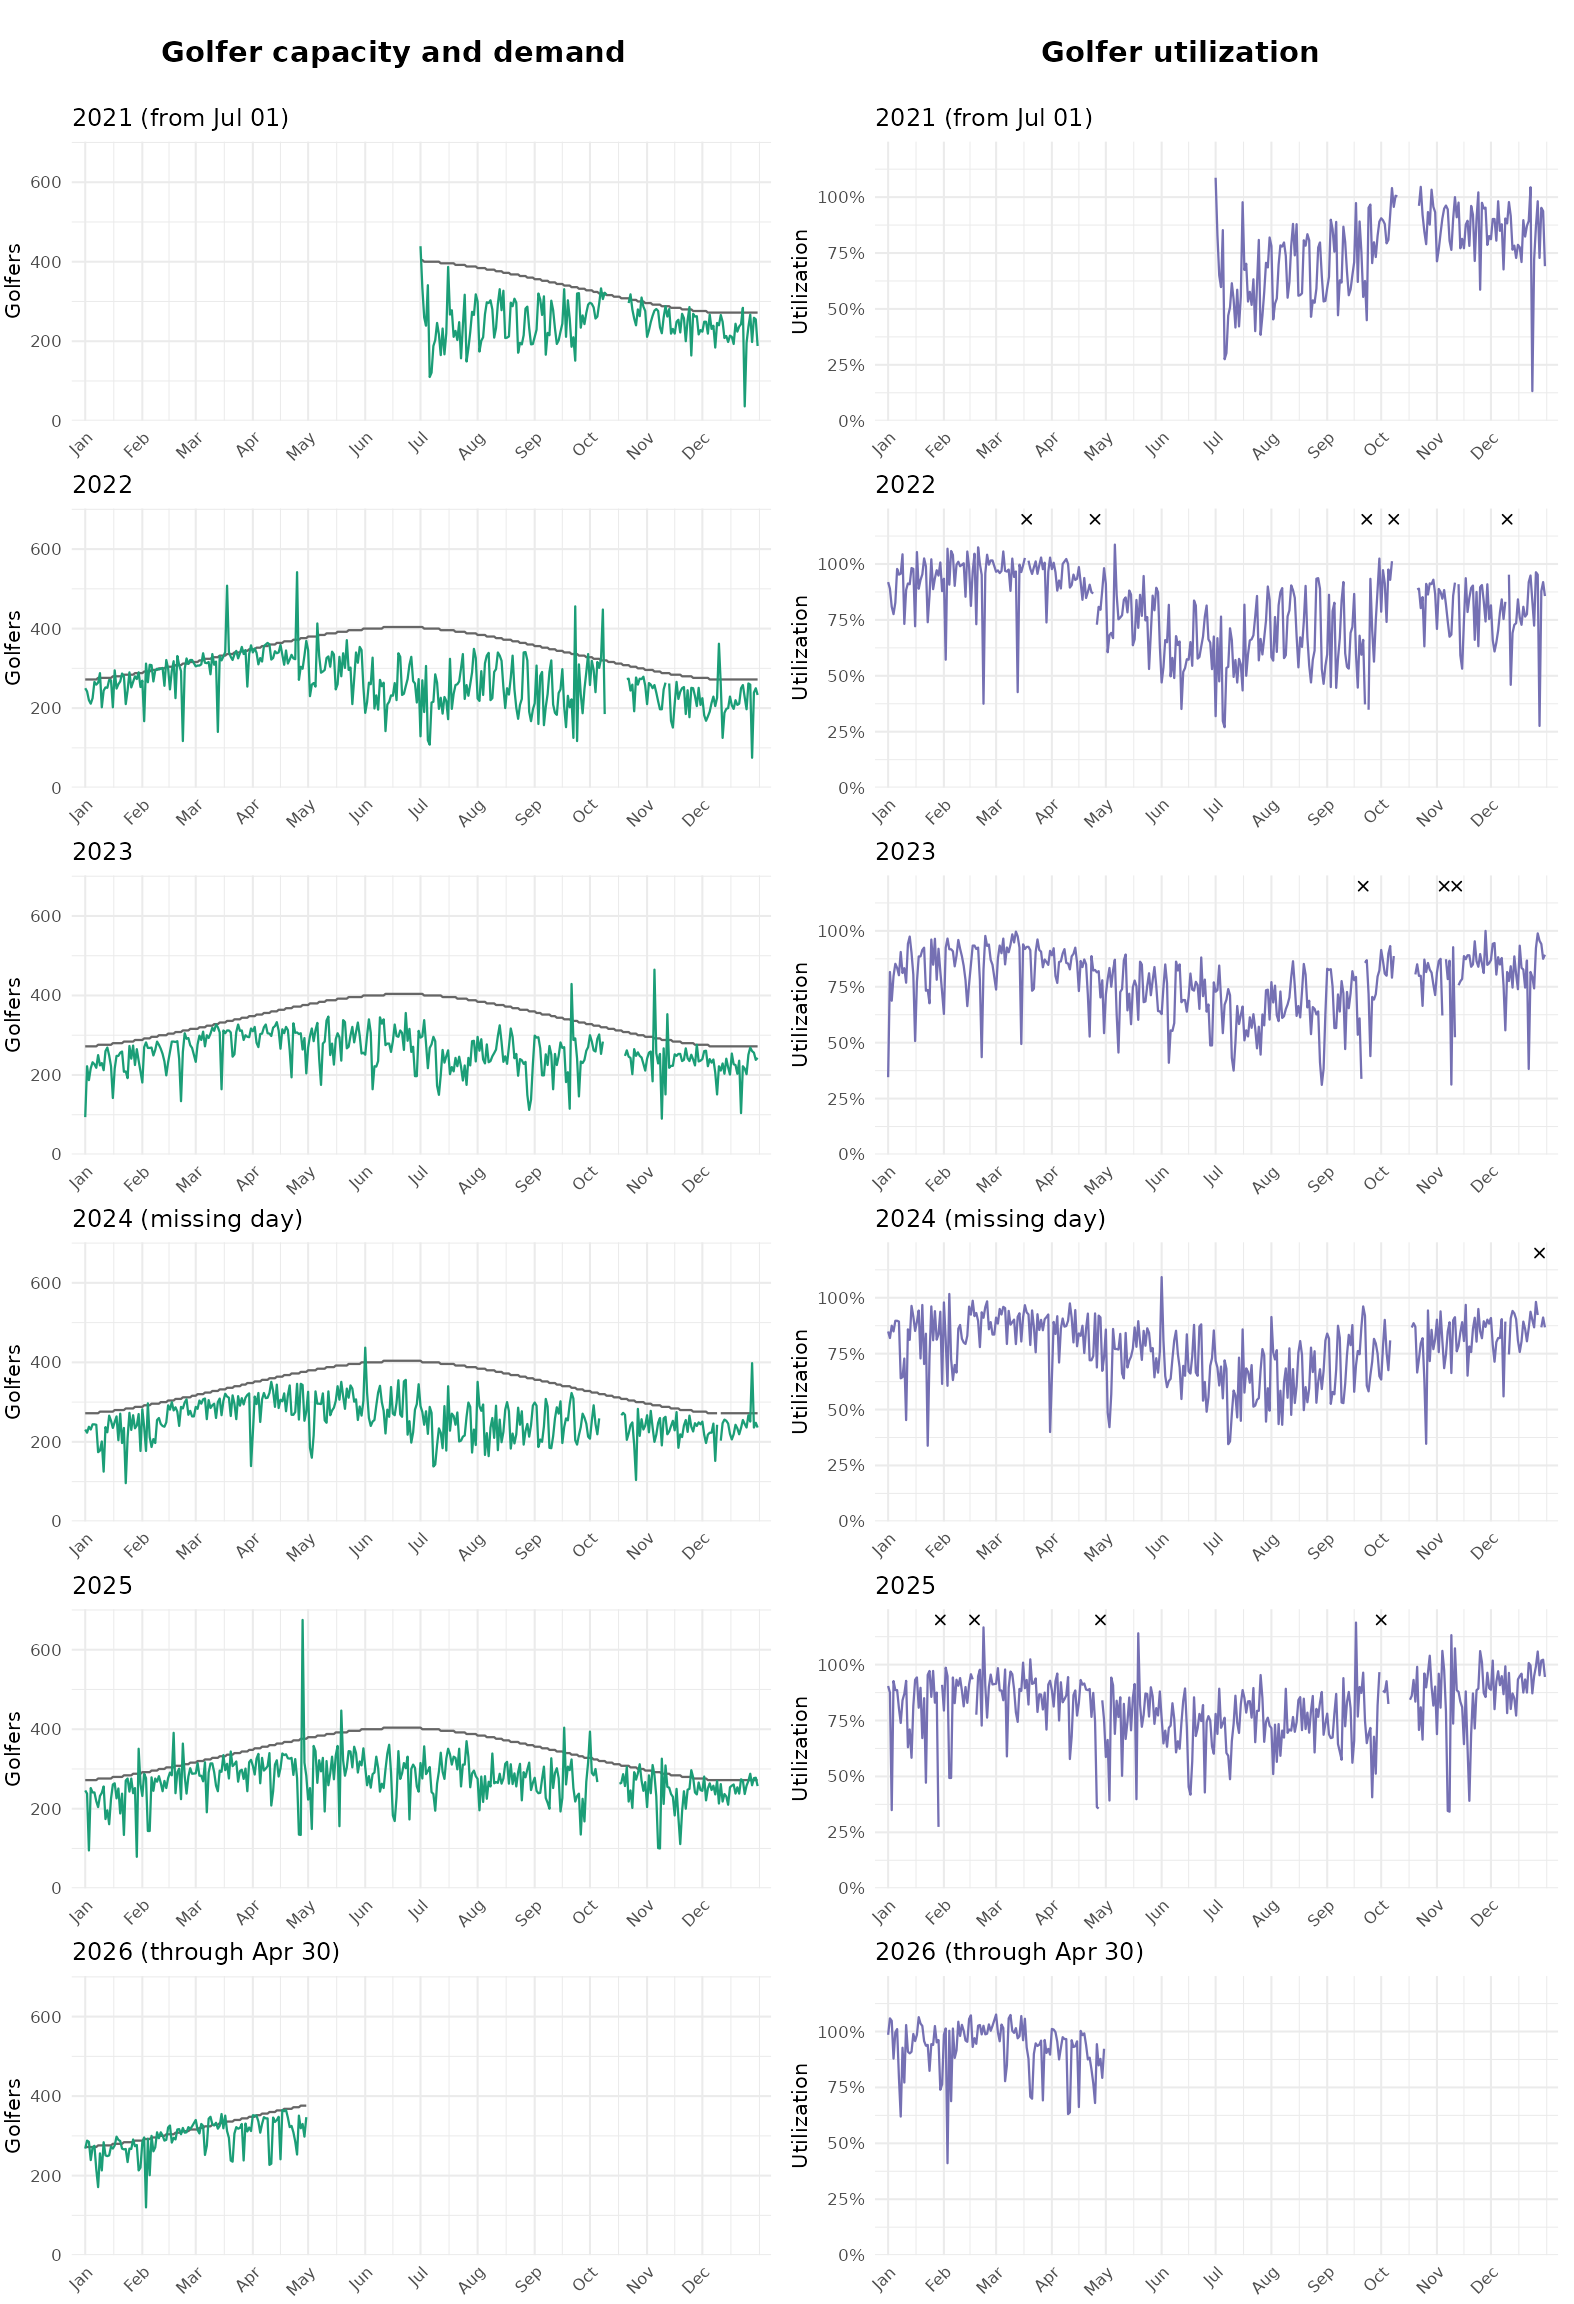 Golfer capacity and demand
Golfer utilization
2021 (from Jul 01)
2021 (from Jul 01)
Golfers
600
400
200
0
Jan Feb Mar Apr May Jun Jul Aug Sep Oct Nov Dec
Utilization
100%
75%
50%
25%
0%
Jan Feb Mar Apr May Jun Jul Aug Sep Oct Nov Dec
2022
2022
Golfers
600
400
200
0
Jan Feb Mar Apr May Jun Jul Aug Sep Oct Nov Dec
Utilization
100%
75%
50%
25%
0%
Jan Feb Mar Apr May Jun Jul Aug Sep Oct Nov Dec
2023
2023
Golfers
600
400
200
0
Jan Feb Mar Apr May Jun Jul Aug Sep Oct Nov Dec
Utilization
100%
75%
50%
25%
0%
Jan Feb Mar Apr May Jun Jul Aug Sep Oct Nov Dec
2024 (missing day)
2024 (missing day)
Golfers
600
400
200
0
Jan Feb Mar Apr May Jun Jul Aug Sep Oct Nov Dec
Utilization
100%
75%
50%
25%
0%
Jan Feb Mar Apr May Jun Jul Aug Sep Oct Nov Dec
2025
2025
Golfers
600
400
200
0
Jan Feb Mar Apr May Jun Jul Aug Sep Oct Nov Dec
Utilization
100%
75%
50%
25%
0%
Jan Feb Mar Apr May Jun Jul Aug Sep Oct Nov Dec
2026 (through Apr 30)
2026 (through Apr 30)
Golfers
600
400
200
0
Jan Feb Mar Apr May Jun Jul Aug Sep Oct Nov Dec
Utilization
100%
75%
50%
25%
0%
Jan Feb Mar Apr May Jun Jul Aug Sep Oct Nov Dec